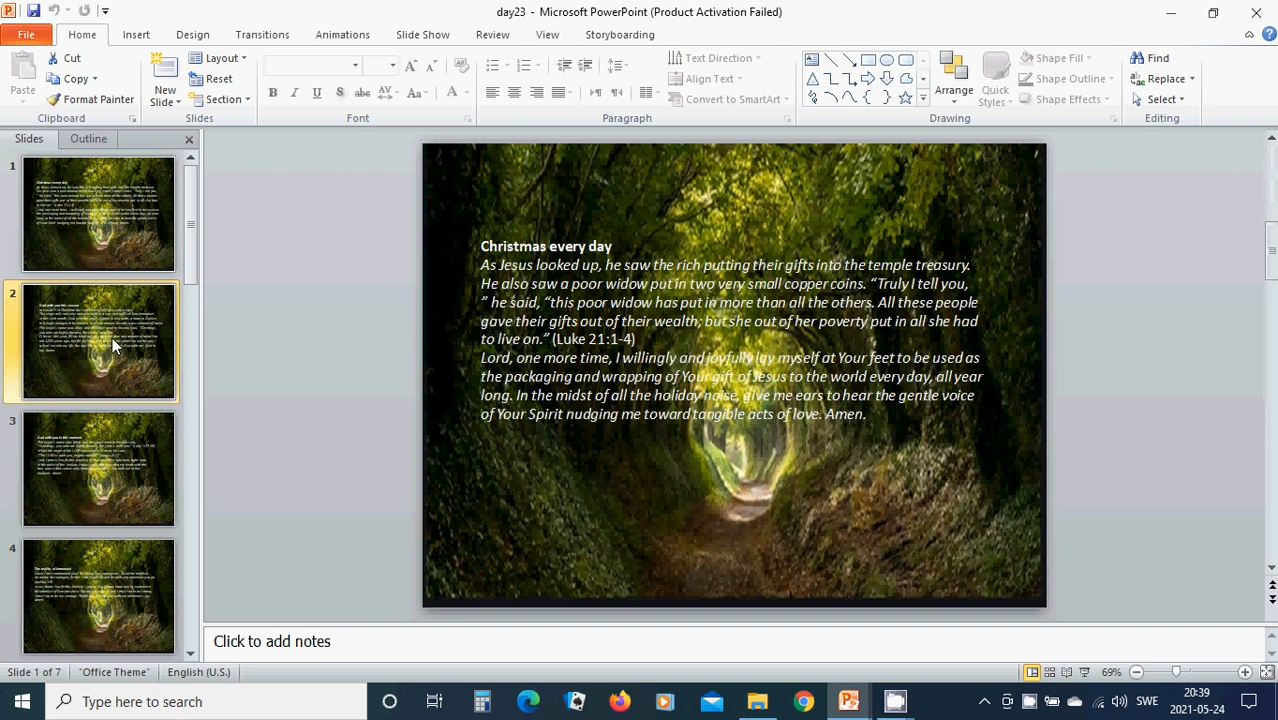 day23 - Microsoft PowerPoint (Product Activation Failed)
File Home Insert Design Transitions Animations Slide Show Review View Storyboarding
Paste
Cut
Copy
Format Painter
Clipboard
New Slide
Layout
Reset
Section
Slides
Font
Text Direction
Align Text
Convert to SmartArt
Paragraph
Arrange
Quick Styles
Shape Fill
Shape Outline
Shape Effects
Drawing
Find
Replace
Select
Editing
Slides Outline
1
2
3
4
Christmas every day
As Jesus looked up, he saw the rich putting their gifts into the temple treasury.
He also saw a poor widow put in two very small copper coins. “Truly I tell you,
” he said, “this poor widow has put in more than all the others. All these people
gave their gifts out of their wealth; but she out of her poverty put in all she had
to live on.” (Luke 21:1-4)
Lord, one more time, I willingly and joyfully lay myself at Your feet to be used as
the packaging and wrapping of Your gift of Jesus to the world every day, all year
long. In the midst of all the holiday noise, give me ears to hear the gentle voice
of Your Spirit nudging me toward tangible acts of love. Amen.
Click to add notes
Slide 1 of 7 "Office Theme" English (U.S.) 69%
Type here to search
SWE
20:39
2021-05-24